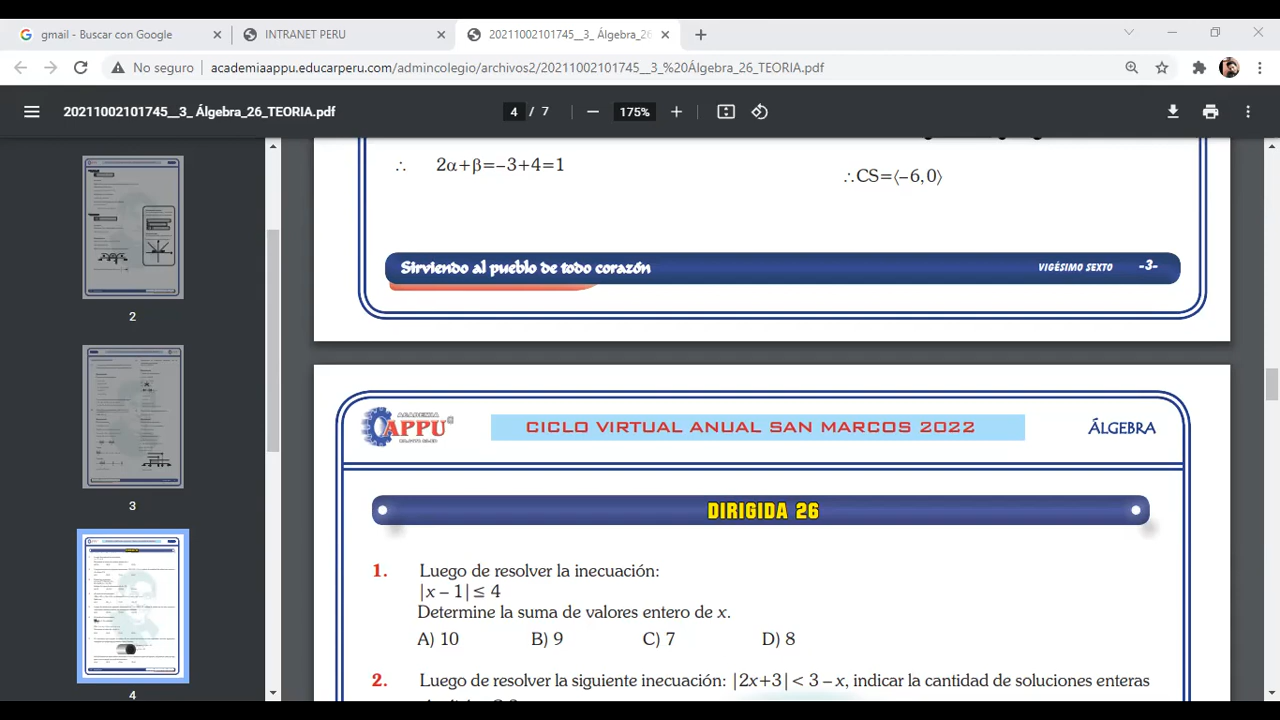 gmail - Buscar con Google
INTRANET PERU
20211002101745__3_ Álgebra_26
No seguro
academiaappu.educarperu.com/admincolegio/archivos2/20211002101745__3_%20Álgebra_26_TEORIA.pdf
20211002101745__3_ Álgebra_26_TEORIA.pdf
4 / 7
175%
2
3
4
∴ 2α+β=–3+4=1
∴CS=⟨–6, 0⟩
Sirviendo al pueblo de todo corazón
VIGÉSIMO SEXTO -3-
ACADEMIA
APPU
CICLO VIRTUAL ANUAL SAN MARCOS 2022
ÁLGEBRA
DIRIGIDA 26
1. Luego de resolver la inecuación:
|x – 1| ≤ 4
Determine la suma de valores entero de x.
A) 10 B) 9 C) 7 D) 8
2. Luego de resolver la siguiente inecuación: |2x+3| < 3 – x, indicar la cantidad de soluciones enteras